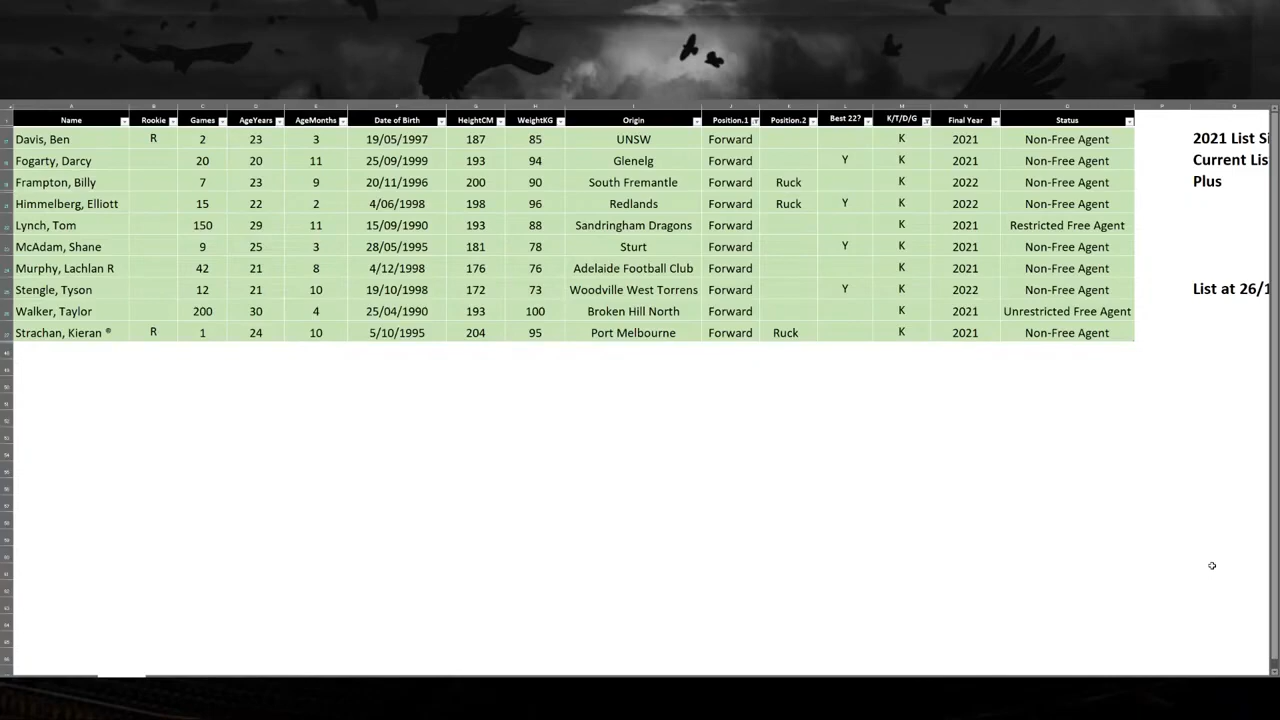 Name Rookie Games AgeYears AgeMonths Date of Birth HeightCM WeightKG Origin Position.1 Position.2 Best 22? K/T/D/G Final Year Status
Davis, Ben R 2 23 3 19/05/1997 187 85 UNSW Forward K 2021 Non-Free Agent 2021 List Si
Fogarty, Darcy 20 20 11 25/09/1999 193 94 Glenelg Forward Y K 2021 Non-Free Agent Current Lis
Frampton, Billy 7 23 9 20/11/1996 200 90 South Fremantle Forward Ruck K 2022 Non-Free Agent Plus
Himmelberg, Elliott 15 22 2 4/06/1998 198 96 Redlands Forward Ruck Y K 2022 Non-Free Agent
Lynch, Tom 150 29 11 15/09/1990 193 88 Sandringham Dragons Forward K 2021 Restricted Free Agent
McAdam, Shane 9 25 3 28/05/1995 181 78 Sturt Forward Y K 2021 Non-Free Agent
Murphy, Lachlan R 42 21 8 4/12/1998 176 76 Adelaide Football Club Forward K 2021 Non-Free Agent
Stengle, Tyson 12 21 10 19/10/1998 172 73 Woodville West Torrens Forward Y K 2022 Non-Free Agent List at 26/1
Walker, Taylor 200 30 4 25/04/1990 193 100 Broken Hill North Forward K 2021 Unrestricted Free Agent
Strachan, Kieran ® R 1 24 10 5/10/1995 204 95 Port Melbourne Forward Ruck K 2021 Non-Free Agent